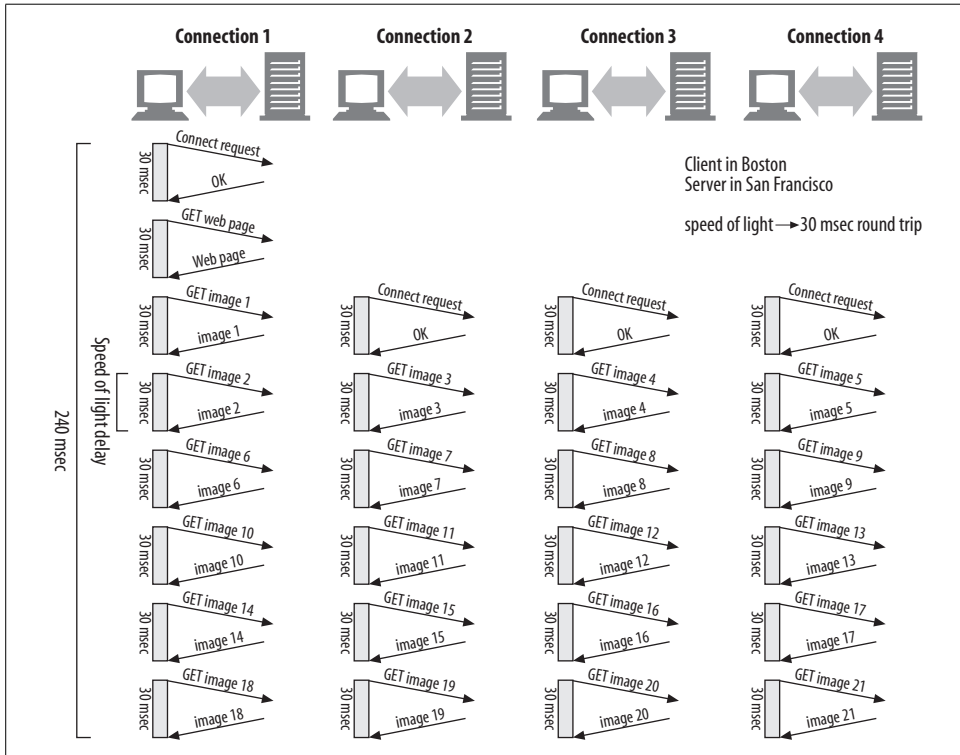 Connection 1
Connection 2
Connection 3
Connection 4
Client in Boston
Server in San Francisco
speed of light → 30 msec round trip
240 msec
Speed of light delay
30 msec
Connect request
OK
30 msec
GET web page
Web page
30 msec
GET image 1
image 1
30 msec
Connect request
OK
30 msec
Connect request
OK
30 msec
Connect request
OK
30 msec
GET image 2
image 2
30 msec
GET image 3
image 3
30 msec
GET image 4
image 4
30 msec
GET image 5
image 5
30 msec
GET image 6
image 6
30 msec
GET image 7
image 7
30 msec
GET image 8
image 8
30 msec
GET image 9
image 9
30 msec
GET image 10
image 10
30 msec
GET image 11
image 11
30 msec
GET image 12
image 12
30 msec
GET image 13
image 13
30 msec
GET image 14
image 14
30 msec
GET image 15
image 15
30 msec
GET image 16
image 16
30 msec
GET image 17
image 17
30 msec
GET image 18
image 18
30 msec
GET image 19
image 19
30 msec
GET image 20
image 20
30 msec
GET image 21
image 21